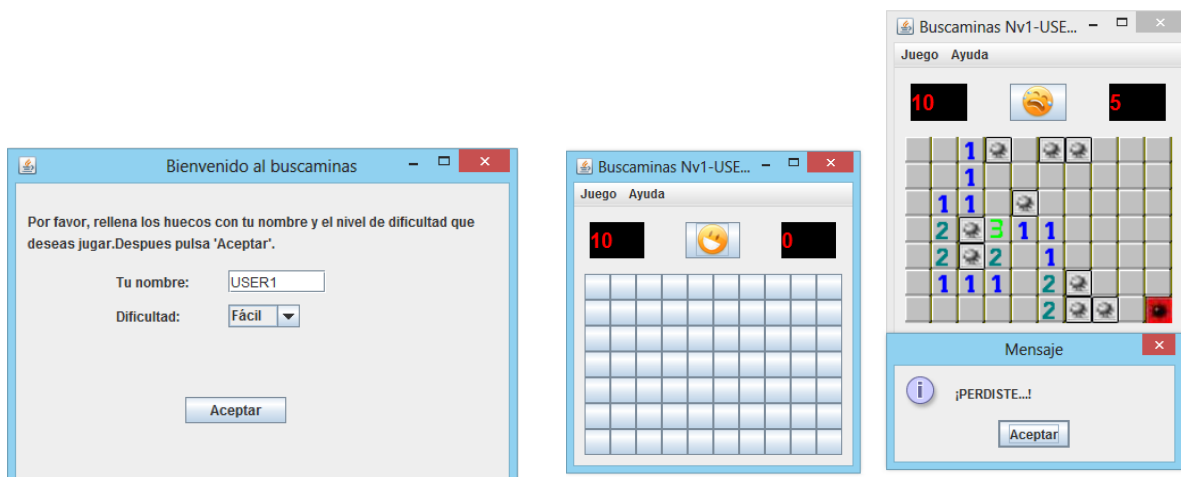 Bienvenido al buscaminas
Por favor, rellena los huecos con tu nombre y el nivel de dificultad que
deseas jugar.Despues pulsa 'Aceptar'.
Tu nombre: USER1
Dificultad: Fácil
Aceptar
Buscaminas Nv1-USE...
Juego Ayuda
10 0
Buscaminas Nv1-USE...
Juego Ayuda
10 5
1
1
1 1
2 3 1 1
2 2 1
1 1 1 2
2
Mensaje
¡PERDISTE...!
Aceptar